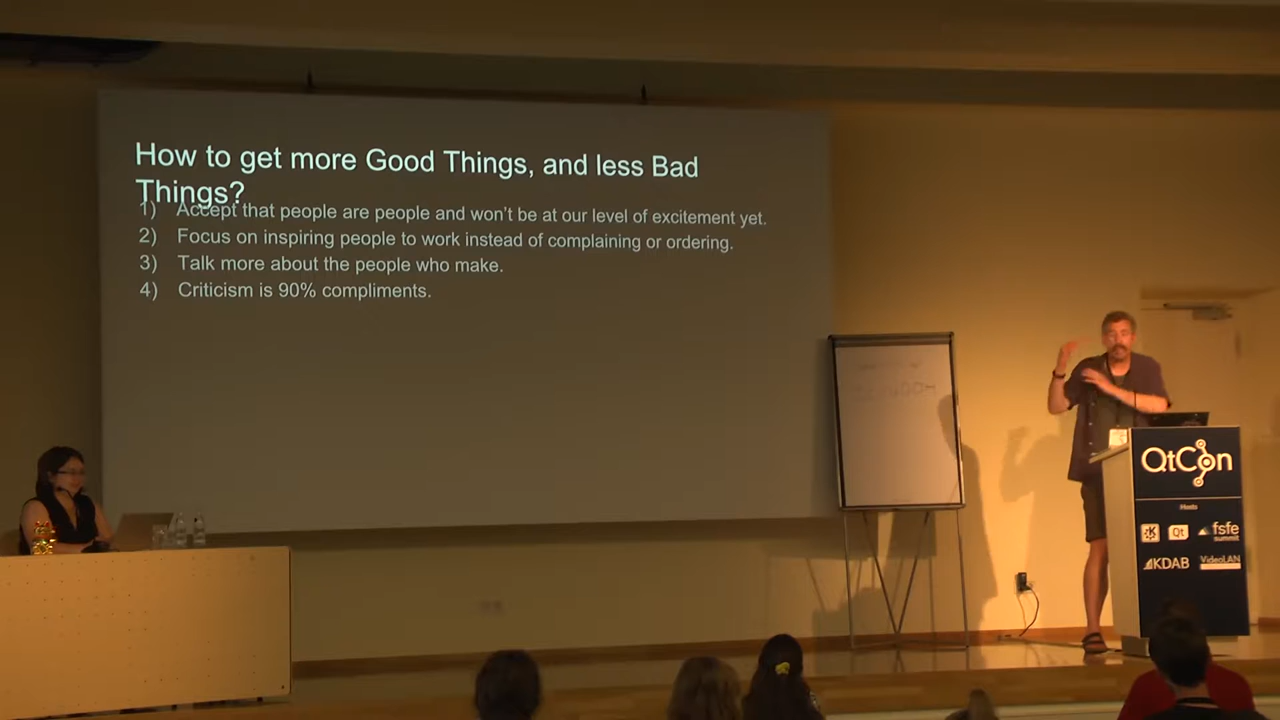 How to get more Good Things, and less Bad
Things?
1) Accept that people are people and won't be at our level of excitement yet.
2) Focus on inspiring people to work instead of complaining or ordering.
3) Talk more about the people who make.
4) Criticism is 90% compliments.
QtCon
Hosts
Qt
fsfe
summit
KDAB
VideoLAN